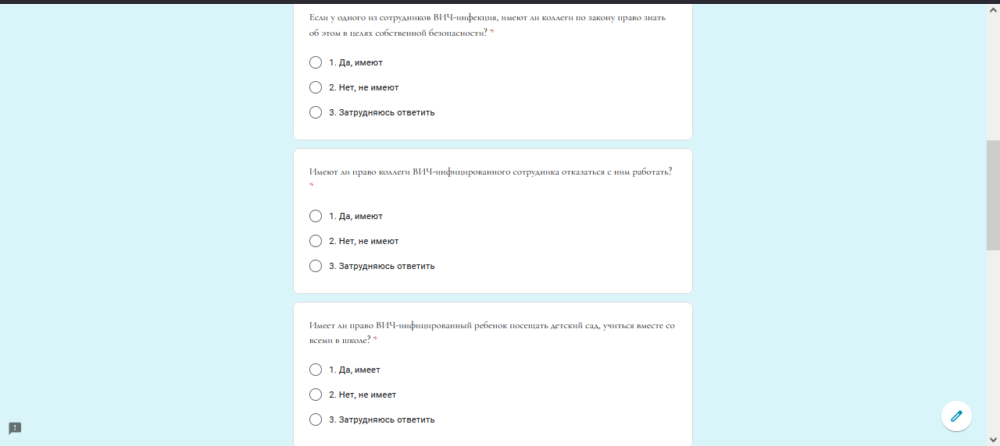 Если у одного из сотрудников ВИЧ-инфекция, имеют ли коллеги по закону право знать
об этом в целях собственной безопасности? *
1. Да, имеют
2. Нет, не имеют
3. Затрудняюсь ответить
Имеют ли право коллеги ВИЧ-инфицированного сотрудника отказаться с ним работать?
*
1. Да, имеют
2. Нет, не имеют
3. Затрудняюсь ответить
Имеет ли право ВИЧ-инфицированный ребенок посещать детский сад, учиться вместе со
всеми в школе? *
1. Да, имеет
2. Нет, не имеет
3. Затрудняюсь ответить